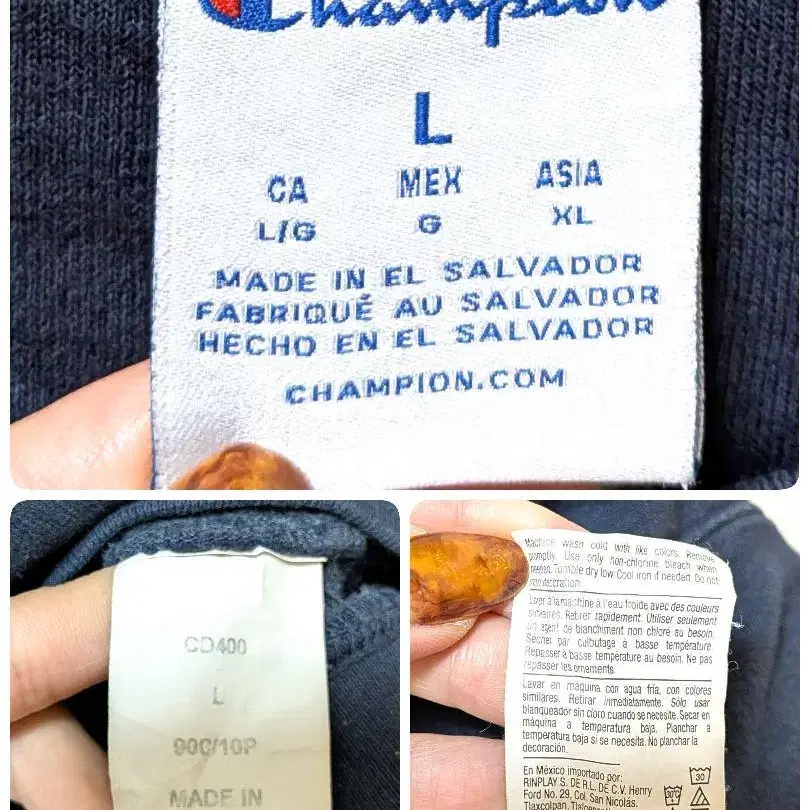 Champion
L
CA MEX ASIA
L/G G XL
MADE IN EL SALVADOR
FABRIQUÉ AU SALVADOR
HECHO EN EL SALVADOR
CHAMPION.COM
CD400
L
90C/10P
MADE IN
Machine wash cold with like colors. Remove
promptly. Use only non-chlorine bleach when
needed. Tumble dry low. Cool iron if needed. Do not
iron decoration.
Laver à la machine à l'eau froide avec des couleurs
similaires. Retirer rapidement. Utiliser seulement
un agent de blanchiment non chloré au besoin.
Sécher par culbutage à basse température.
Repasser à basse température au besoin. Ne pas
repasser les ornements.
Lavar en máquina con agua fría, con colores
similares. Retirar inmediatamente. Sólo usar
blanqueador sin cloro cuando se necesite. Secar en
máquina a temperatura baja. Planchar a
temperatura baja si se necesita. No planchar la
decoración.
En México importado por:
RINPLAY S. DE R.L. DE C.V. Henry
Ford No. 29, Col. San Nicolás,
30